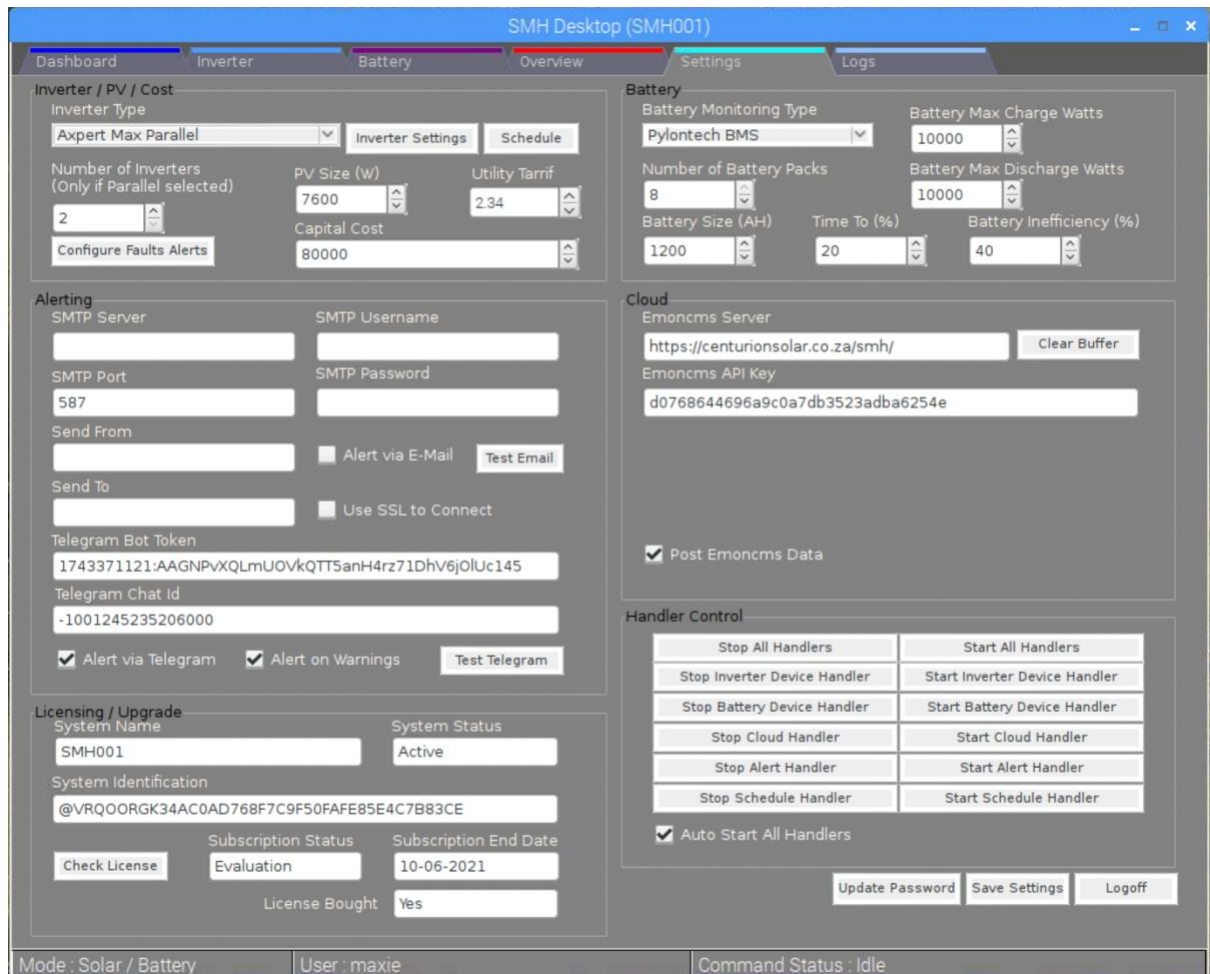 SMH Desktop (SMH001)
Dashboard Inverter Battery Overview Settings Logs
Inverter / PV / Cost
Inverter Type
Axpert Max Parallel Inverter Settings Schedule
Number of Inverters
(Only if Parallel selected)
PV Size (W) Utility Tarrif
7600 2.34
2
Capital Cost
Configure Faults Alerts 80000
Battery
Battery Monitoring Type Battery Max Charge Watts
Pylontech BMS 10000
Number of Battery Packs Battery Max Discharge Watts
8 10000
Battery Size (AH) Time To (%) Battery Inefficiency (%)
1200 20 40
Alerting
SMTP Server SMTP Username
SMTP Port SMTP Password
587
Send From
Alert via E-Mail Test Email
Send To
Use SSL to Connect
Telegram Bot Token
1743371121:AAGNPvXQLmUOVkQTT5anH4rz71DhV6jOlUc145
Telegram Chat Id
-1001245235206000
Alert via Telegram Alert on Warnings Test Telegram
Cloud
Emoncms Server
https://centurionsolar.co.za/smh/ Clear Buffer
Emoncms API Key
d0768644696a9c0a7db3523adba6254e
Post Emoncms Data
Handler Control
Stop All Handlers Start All Handlers
Stop Inverter Device Handler Start Inverter Device Handler
Stop Battery Device Handler Start Battery Device Handler
Stop Cloud Handler Start Cloud Handler
Stop Alert Handler Start Alert Handler
Stop Schedule Handler Start Schedule Handler
Auto Start All Handlers
Licensing / Upgrade
System Name System Status
SMH001 Active
System Identification
@VRQOORGK34AC0AD768F7C9F50FAFE85E4C7B83CE
Subscription Status Subscription End Date
Check License Evaluation 10-06-2021
License Bought Yes
Update Password Save Settings Logoff
Mode : Solar / Battery User : maxie Command Status : Idle